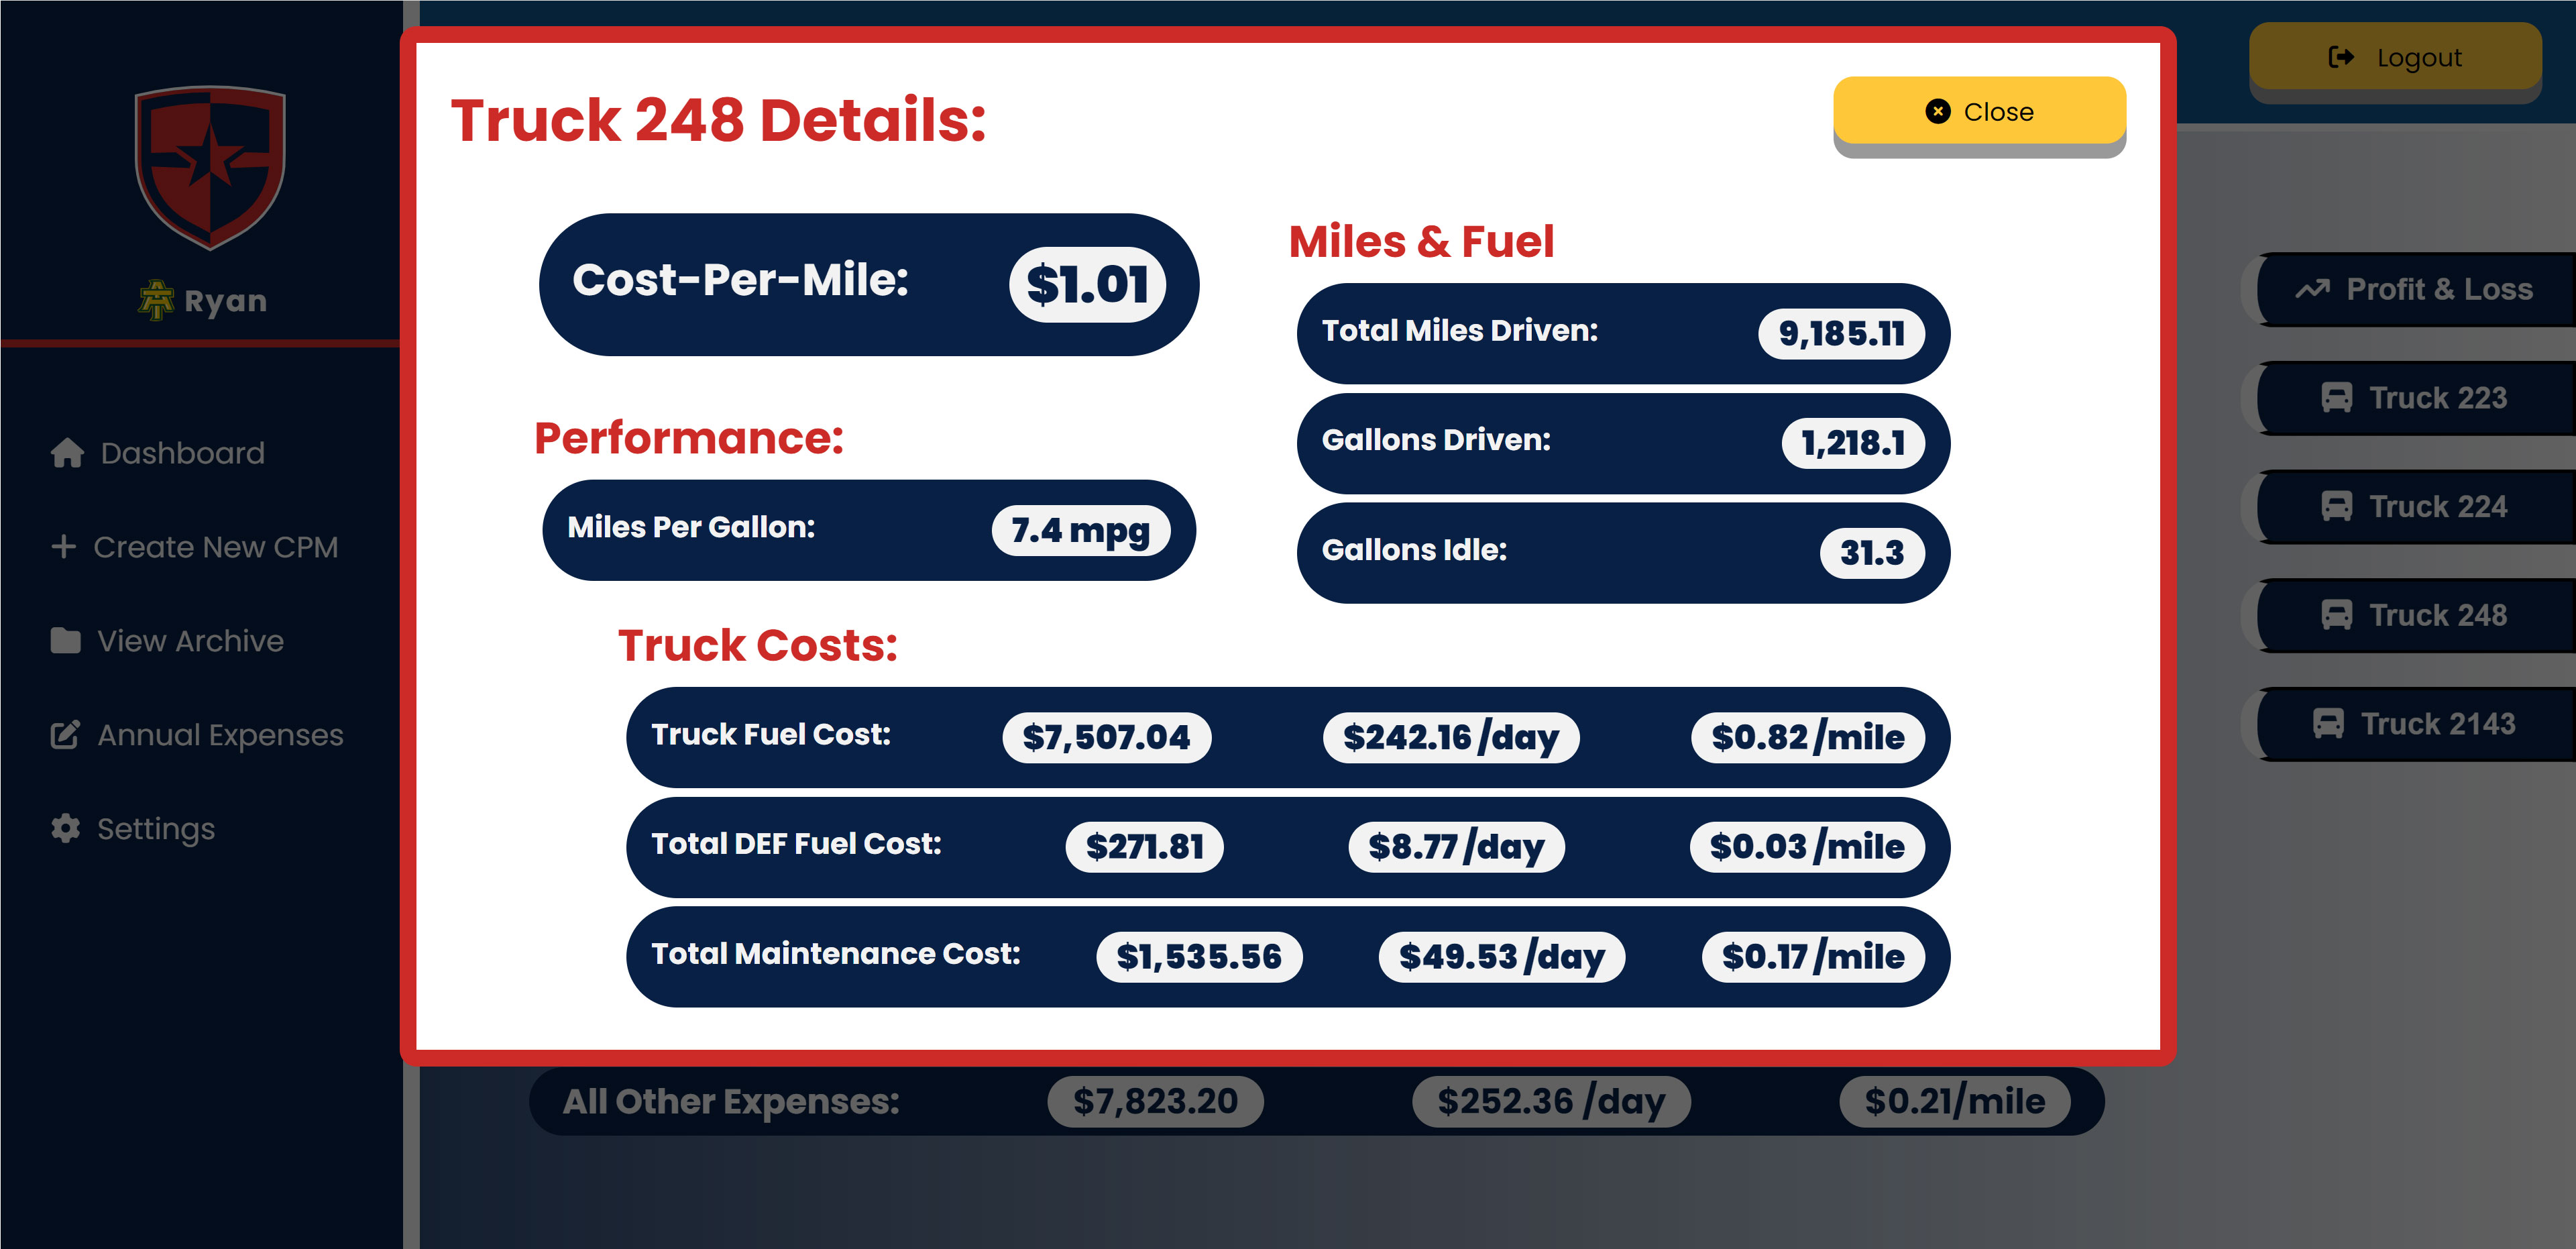 Logout
Truck 248 Details:
Close
Ryan
Dashboard
Create New CPM
View Archive
Annual Expenses
Settings
Cost-Per-Mile: $1.01
Performance:
Miles Per Gallon: 7.4 mpg
Miles & Fuel
Total Miles Driven: 9,185.11
Gallons Driven: 1,218.1
Gallons Idle: 31.3
Truck Costs:
Truck Fuel Cost: $7,507.04 $242.16 /day $0.82 /mile
Total DEF Fuel Cost: $271.81 $8.77 /day $0.03 /mile
Total Maintenance Cost: $1,535.56 $49.53 /day $0.17 /mile
All Other Expenses: $7,823.20 $252.36 /day $0.21/mile
Profit & Loss
Truck 223
Truck 224
Truck 248
Truck 2143